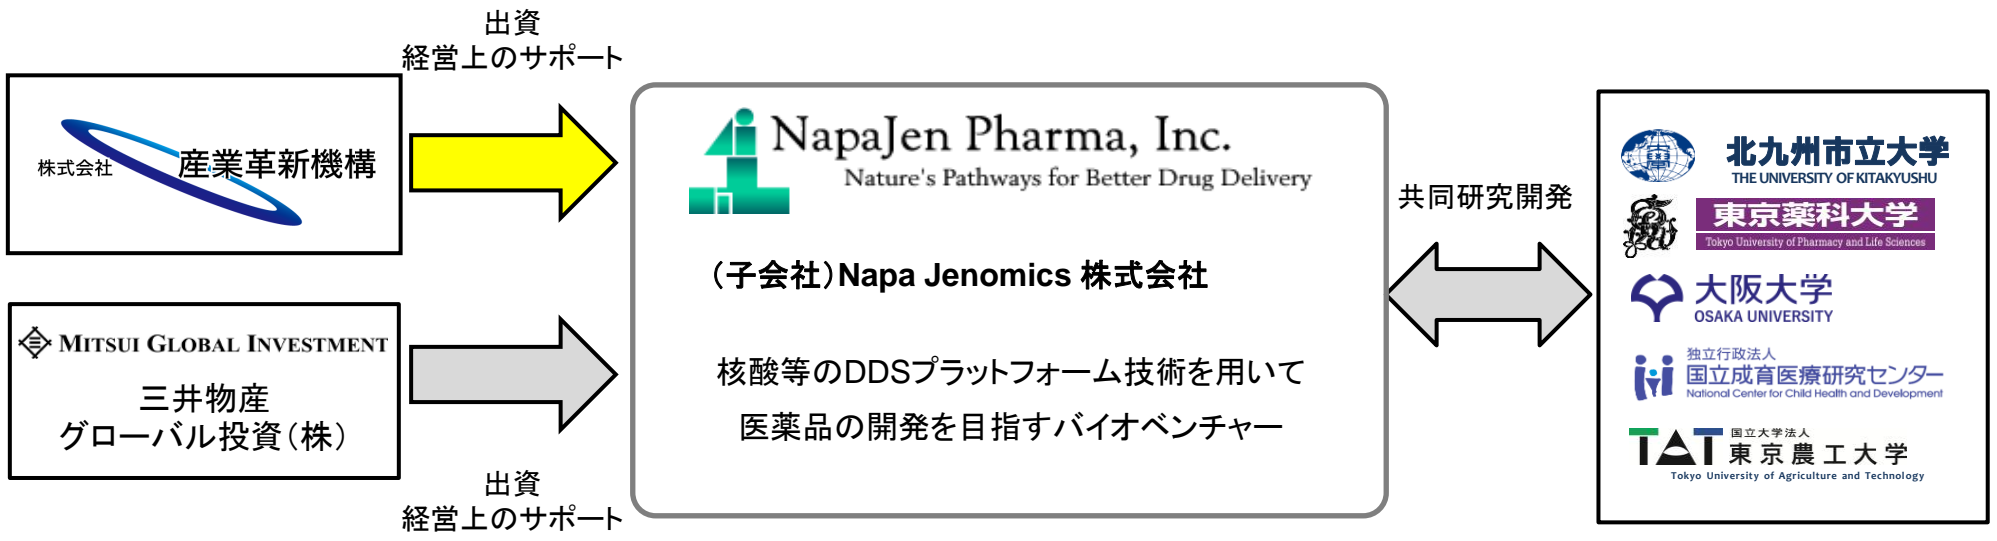 出資
経営上のサポート
株式会社 産業革新機構
MITSUI GLOBAL INVESTMENT
三井物産
グローバル投資（株）
出資
経営上のサポート
NapaJen Pharma, Inc.
Nature's Pathways for Better Drug Delivery
（子会社）Napa Jenomics 株式会社
核酸等のDDSプラットフォーム技術を用いて
医薬品の開発を目指すバイオベンチャー
共同研究開発
北九州市立大学
THE UNIVERSITY OF KITAKYUSHU
東京薬科大学
Tokyo University of Pharmacy and Life Sciences
大阪大学
OSAKA UNIVERSITY
独立行政法人
国立成育医療研究センター
National Center for Child Health and Development
TAT
国立大学法人
東京農工大学
Tokyo University of Agriculture and Technology